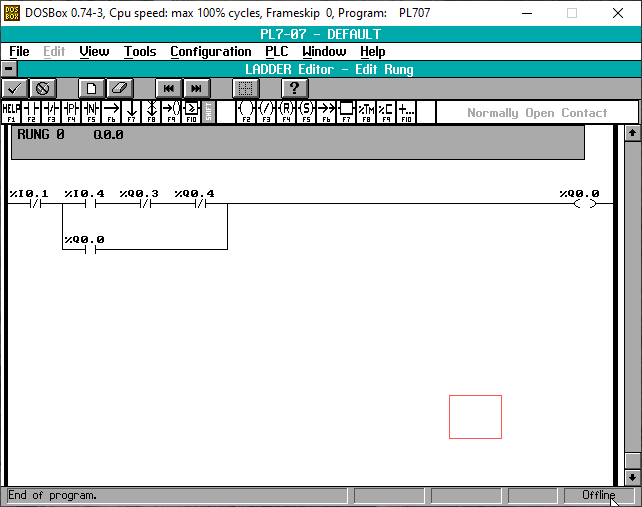 DOSBox 0.74-3, Cpu speed: max 100% cycles, Frameskip 0, Program: PL707
PL7-07 - DEFAULT
File Edit View Tools Configuration PLC Window Help
LADDER Editor - Edit Rung
?
HELP P N SHIFT ( ) (/) (R) (S) %TM %C +... Normally Open Contact
F1 F2 F3 F4 F5 F6 F7 F8 F9 F10 F2 F3 F4 F5 F6 F7 F8 F9 F10
RUNG 0 Q0.0
%I0.1 %I0.4 %Q0.3 %Q0.4 %Q0.0
%Q0.0
End of program. Offline